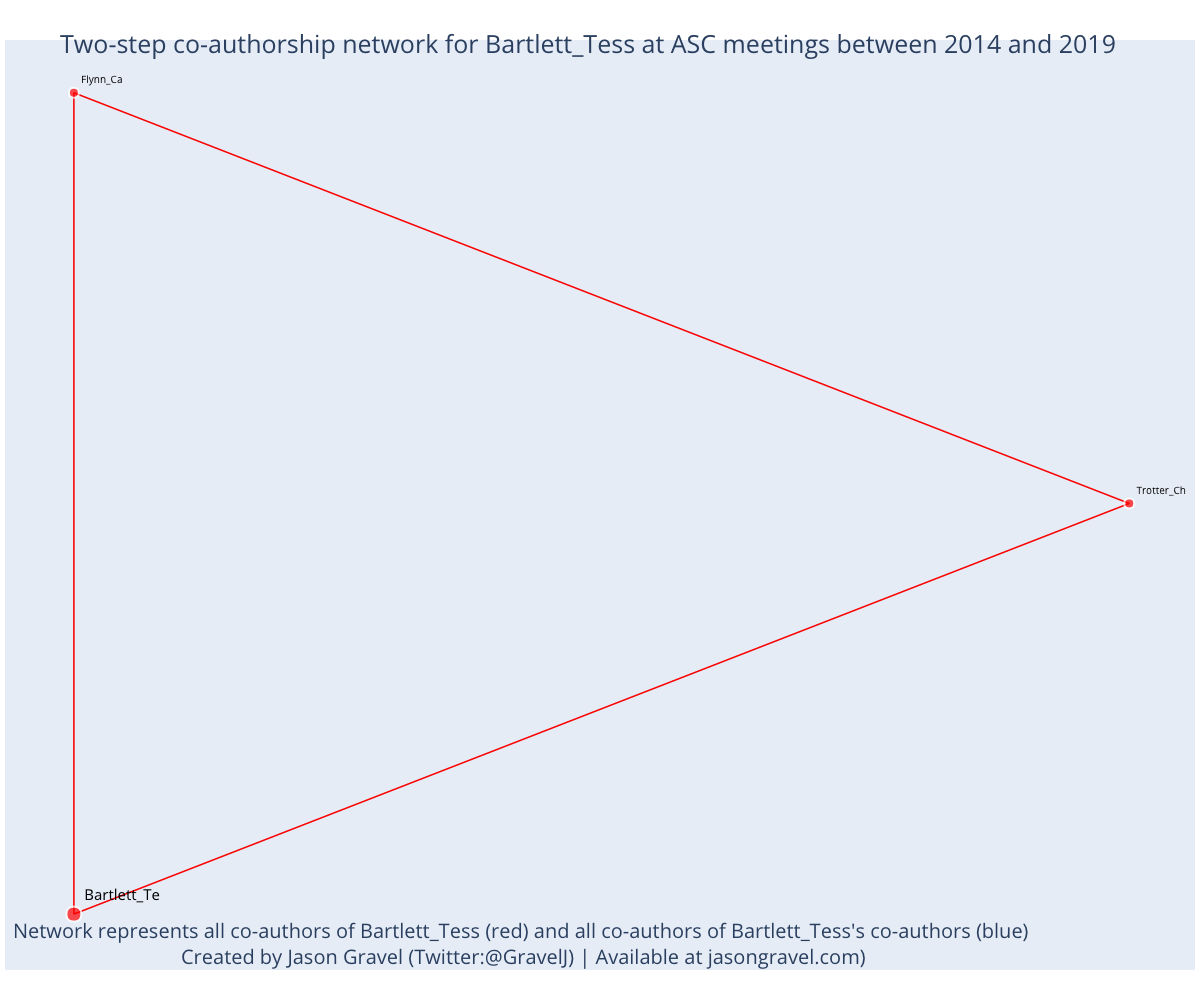 Two-step co-authorship network for Bartlett_Tess at ASC meetings between 2014 and 2019
Flynn_Ca
Trotter_Ch
Bartlett_Te
Network represents all co-authors of Bartlett_Tess (red) and all co-authors of Bartlett_Tess's co-authors (blue)
Created by Jason Gravel (Twitter:@GravelJ) | Available at jasongravel.com)